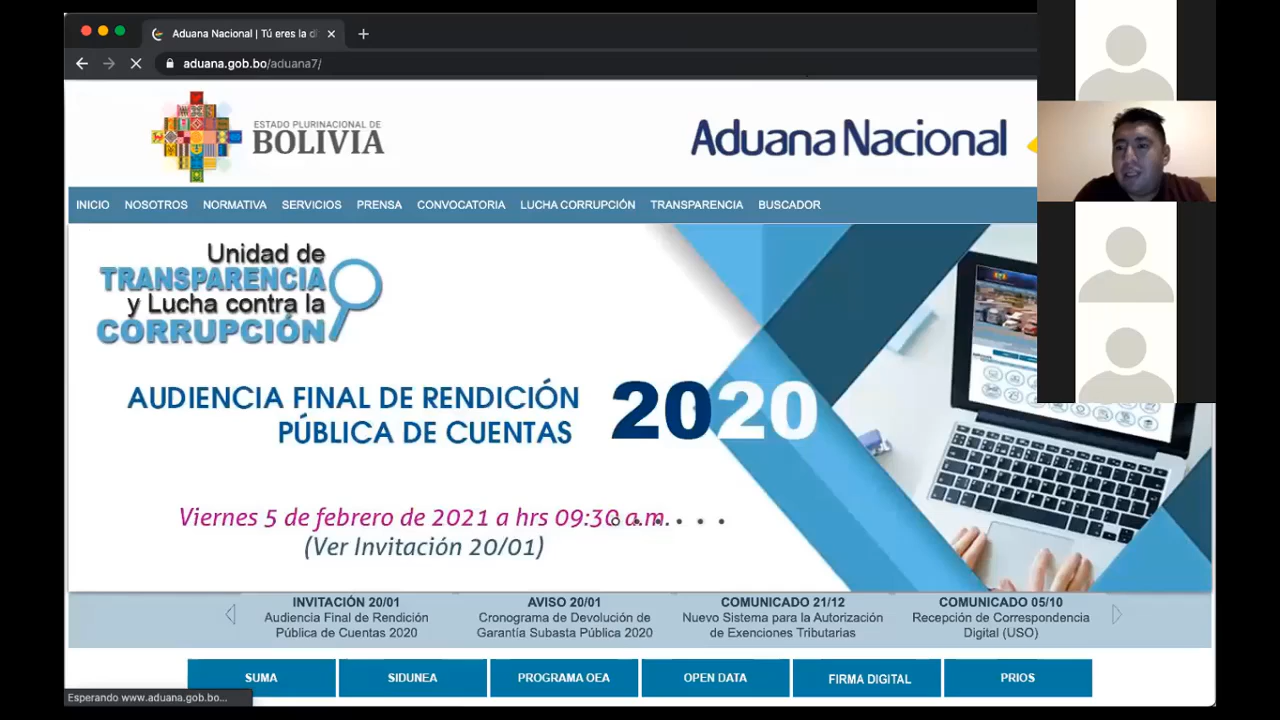 Aduana Nacional | Tú eres la di
aduana.gob.bo/aduana7/
ESTADO PLURINACIONAL DE
BOLIVIA
Aduana Nacional
INICIO NOSOTROS NORMATIVA SERVICIOS PRENSA CONVOCATORIA LUCHA CORRUPCIÓN TRANSPARENCIA BUSCADOR
Unidad de
TRANSPARENCIA
y Lucha contra la
CORRUPCIÓN
AUDIENCIA FINAL DE RENDICIÓN
PÚBLICA DE CUENTAS
2020
Viernes 5 de febrero de 2021 a hrs 09:30 a.m.
(Ver Invitación 20/01)
INVITACIÓN 20/01
Audiencia Final de Rendición
Pública de Cuentas 2020
AVISO 20/01
Cronograma de Devolución de
Garantía Subasta Pública 2020
COMUNICADO 21/12
Nuevo Sistema para la Autorización
de Exenciones Tributarias
COMUNICADO 05/10
Recepción de Correspondencia
Digital (USO)
SUMA SIDUNEA PROGRAMA OEA OPEN DATA FIRMA DIGITAL PRIOS
Esperando www.aduana.gob.bo...